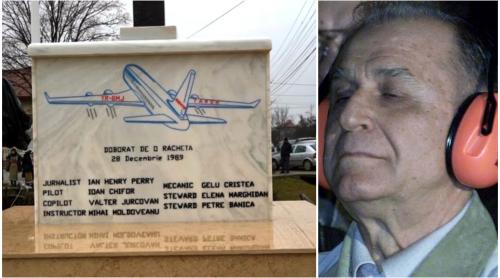 YR-BMJ TAROM
DOBORAT DE O RACHETA
28 Decembrie 1989
JURNALIST IAN HENRY PERRY
PILOT IOAN CHIFOR
COPILOT VALTER JURCOVAN
INSTRUCTOR MIHAI MOLDOVEANU
MECANIC GELU CRISTEA
STEWARD ELENA MARGHIDAN
STEWARD PETRE BANICA